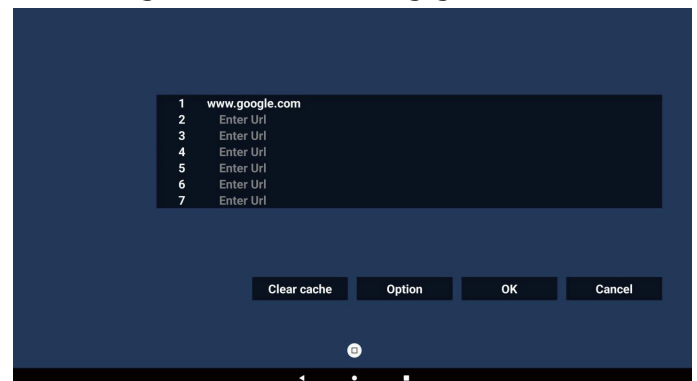 1 www.google.com
2 Enter Url
3 Enter Url
4 Enter Url
5 Enter Url
6 Enter Url
7 Enter Url
Clear cache Option OK Cancel